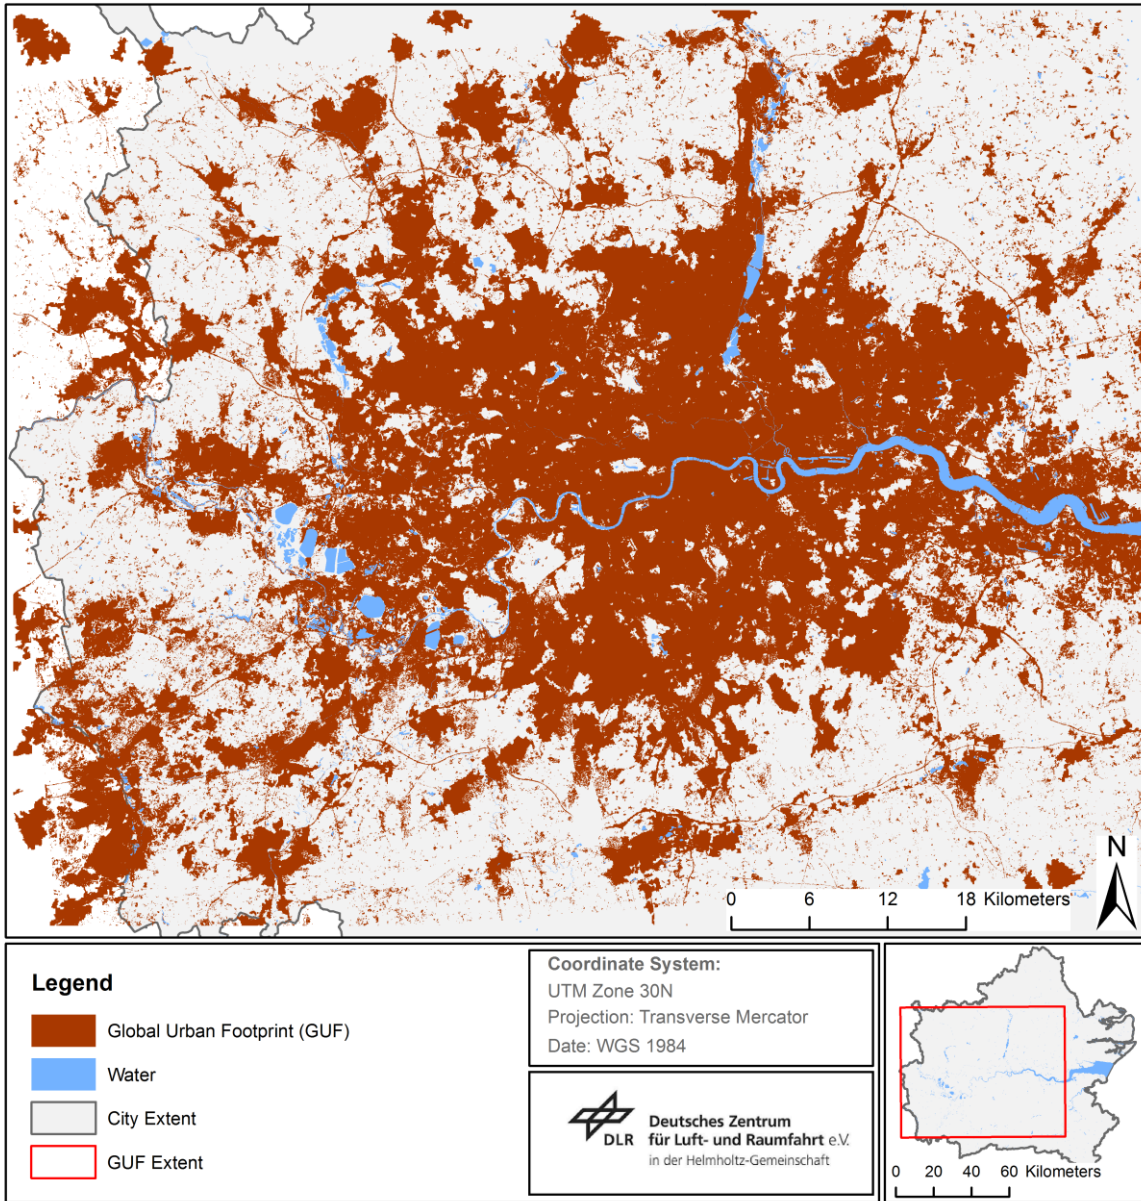 N
0 6 12 18 Kilometers
Legend
Global Urban Footprint (GUF)
Water
City Extent
GUF Extent
Coordinate System:
UTM Zone 30N
Projection: Transverse Mercator
Date: WGS 1984
DLR
Deutsches Zentrum
für Luft- und Raumfahrt e.V.
in der Helmholtz-Gemeinschaft
0 20 40 60 Kilometers